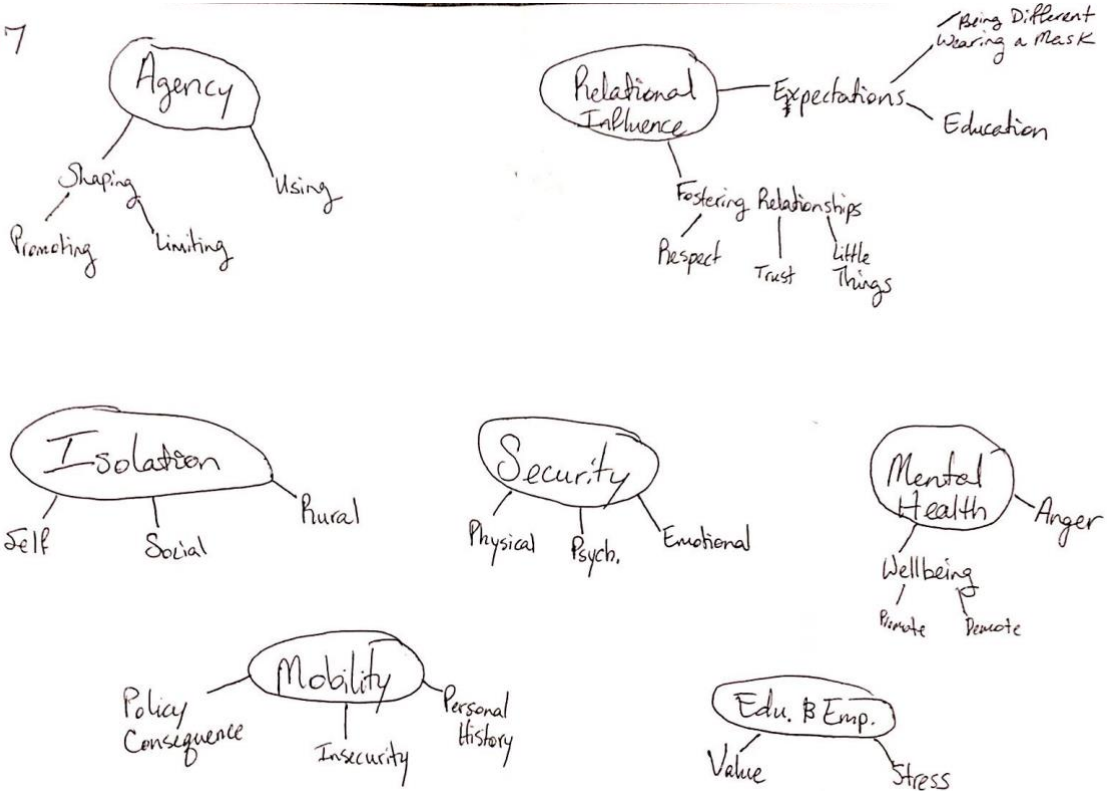 7
Agency
Shaping
Using
Promoting
Limiting
Relational
Influence
Expectations
Being Different
Wearing a Mask
Education
Fostering Relationships
Respect
Trust
Little
Things
Isolation
Self
Social
Rural
Security
Physical
Psych.
Emotional
Mental
Health
Anger
Wellbeing
Promote
Demote
Mobility
Policy
Consequence
Insecurity
Personal
History
Edu. & Emp.
Value
Stress